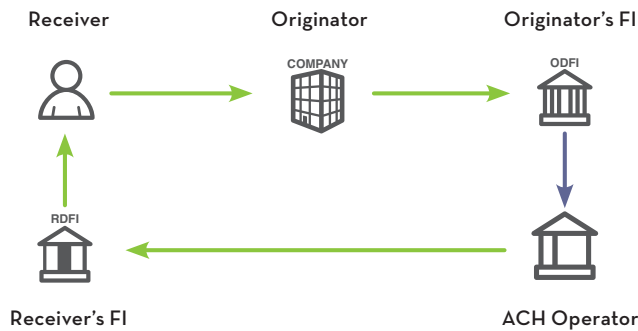 Receiver
Originator
Originator's FI
COMPANY
ODFI
RDFI
Receiver's FI
ACH Operator